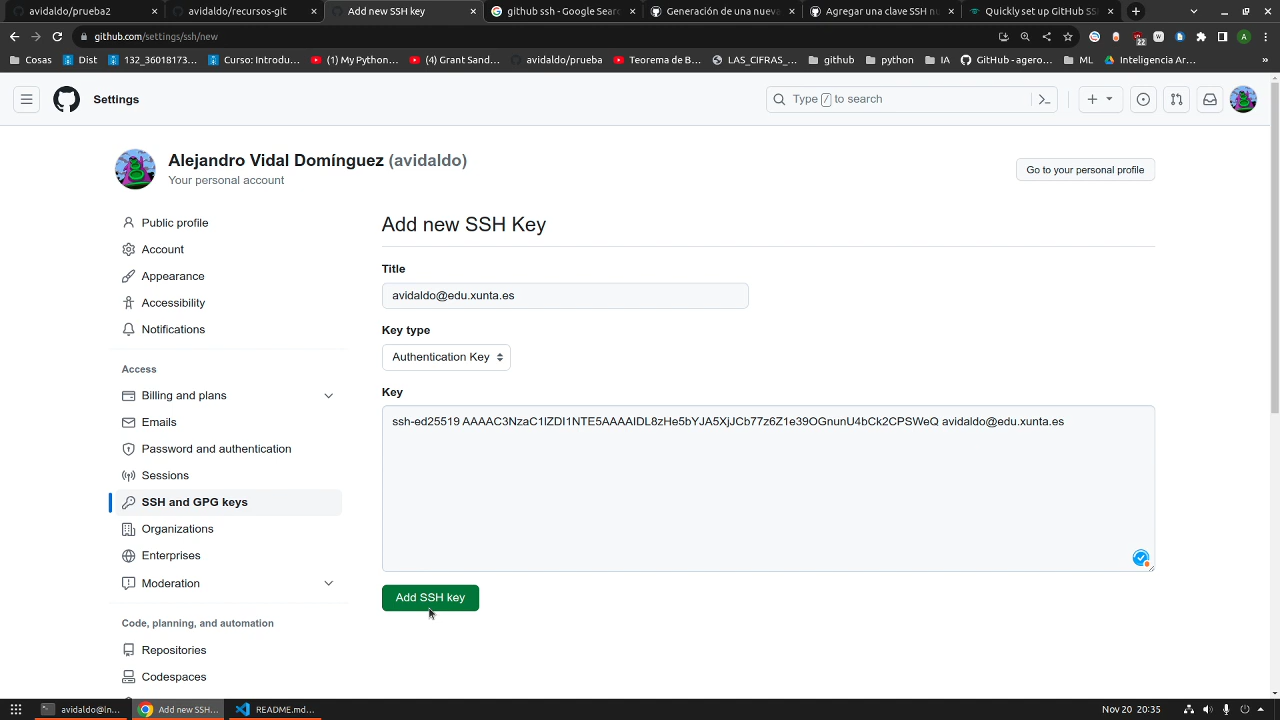 avidaldo/prueba2
avidaldo/recursos-git
Add new SSH key
github ssh - Google Searc
Generación de una nueva
Agregar una clave SSH nu
Quickly set up GitHub SS
github.com/settings/ssh/new
22
A
Cosas
Dist
132_36018173...
Curso: Introdu...
(1) My Python...
(4) Grant Sand...
avidaldo/prueba
Teorema de B...
LAS_CIFRAS_...
github
python
IA
GitHub - agero...
ML
Inteligencia Ar...
»
Settings
Type / to search
Alejandro Vidal Domínguez (avidaldo)
Your personal account
Go to your personal profile
Public profile
Account
Appearance
Accessibility
Notifications
Access
Billing and plans
Emails
Password and authentication
Sessions
SSH and GPG keys
Organizations
Enterprises
Moderation
Code, planning, and automation
Repositories
Codespaces
Add new SSH Key
Title
avidaldo@edu.xunta.es
Key type
Authentication Key
Key
ssh-ed25519 AAAAC3NzaC1lZDI1NTE5AAAAIDL8zHe5bYJA5XjJCb77z6Z1e39OGnunU4bCk2CPSWeQ avidaldo@edu.xunta.es
Add SSH key
avidaldo@ln...
Add new SSH...
README.md...
Nov 20 20:35